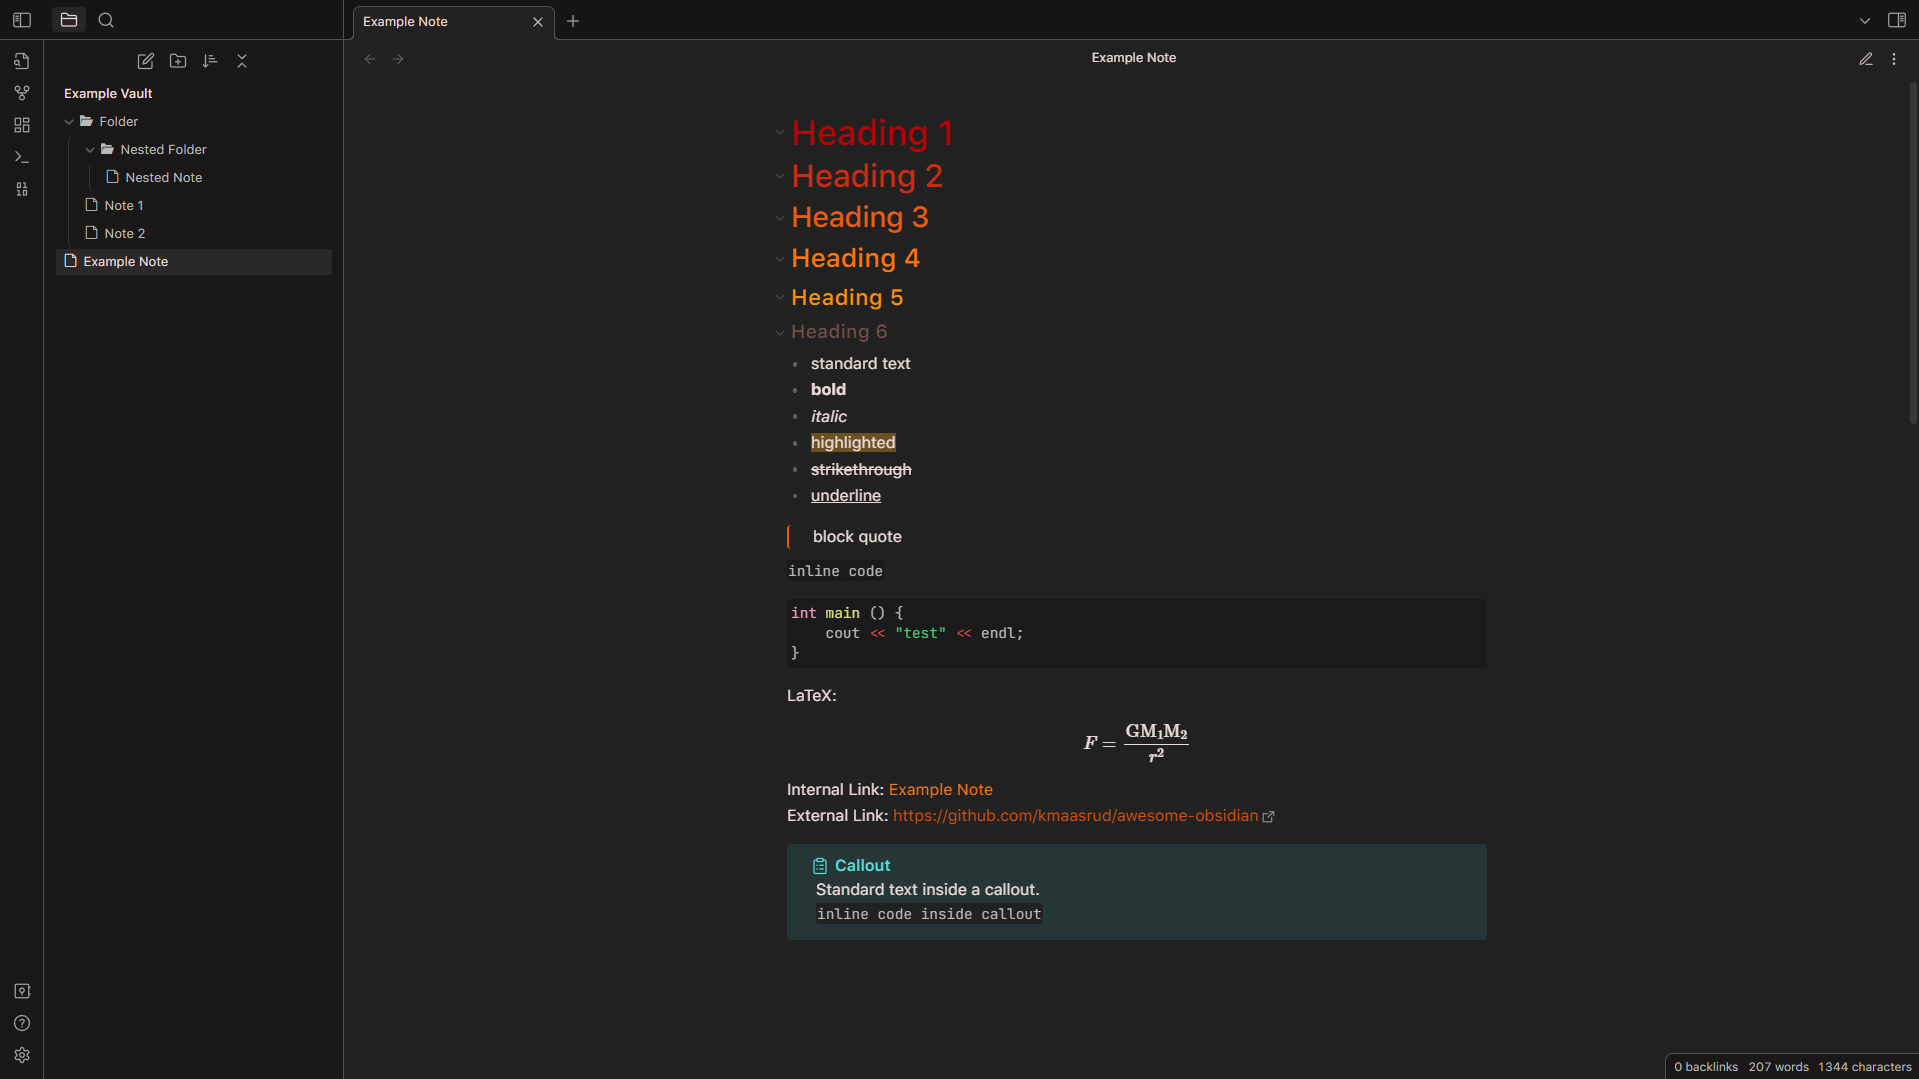 Example Note
Example Note
Example Vault
Folder
Nested Folder
Nested Note
Note 1
Note 2
Example Note
Heading 1
Heading 2
Heading 3
Heading 4
Heading 5
Heading 6
standard text
bold
italic
highlighted
strikethrough
underline
block quote
inline code
int main () {
    cout << "test" << endl;
}
LaTeX:
F = GM₁M₂ / r²
Internal Link: Example Note
External Link: https://github.com/kmaasrud/awesome-obsidian
Callout
Standard text inside a callout.
inline code inside callout
0 backlinks 207 words 1344 characters